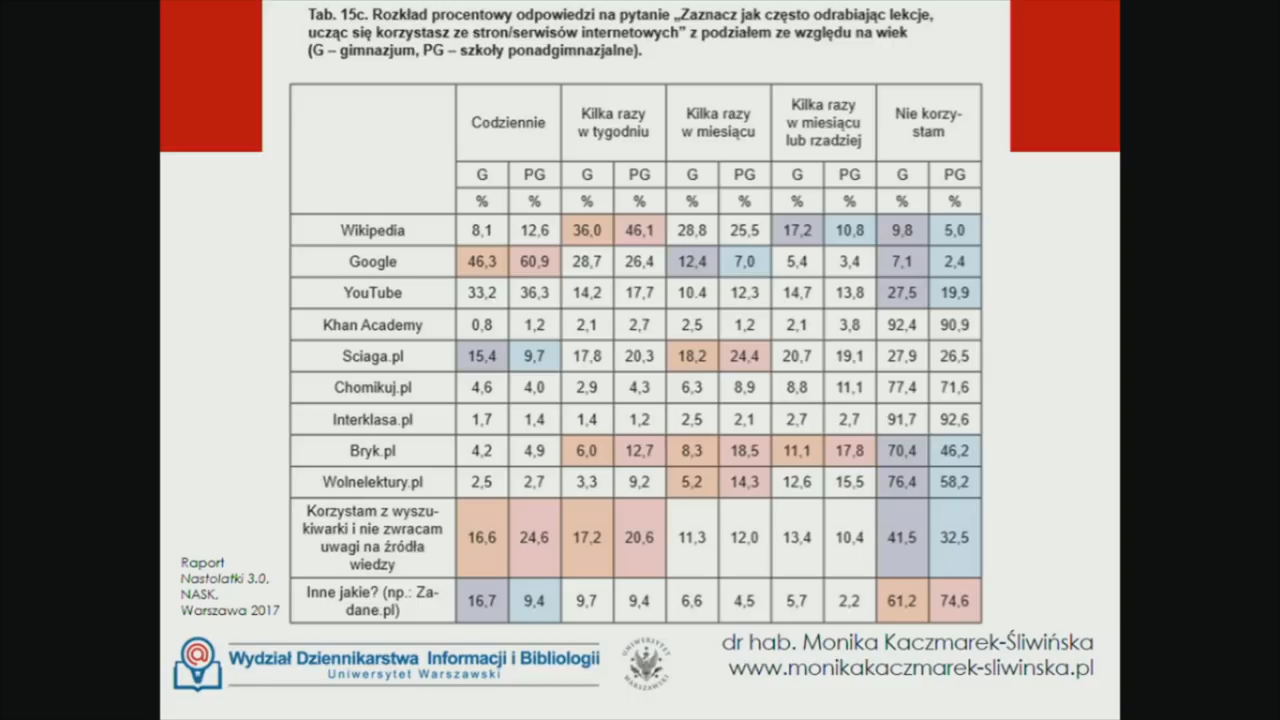 Tab. 15c. Rozkład procentowy odpowiedzi na pytanie „Zaznacz jak często odrabiając lekcje,
ucząc się korzystasz ze stron/serwisów internetowych” z podziałem ze względu na wiek
(G – gimnazjum, PG – szkoły ponadgimnazjalne).
Codziennie
Kilka razy
w tygodniu
Kilka razy
w miesiącu
Kilka razy
w miesiącu
lub rzadziej
Nie korzy-
stam
G PG G PG G PG G PG G PG
% % % % % % % % % %
Wikipedia 8,1 12,6 36,0 46,1 28,8 25,5 17,2 10,8 9,8 5,0
Google 46,3 60,9 28,7 26,4 12,4 7,0 5,4 3,4 7,1 2,4
YouTube 33,2 36,3 14,2 17,7 10.4 12,3 14,7 13,8 27,5 19,9
Khan Academy 0,8 1,2 2,1 2,7 2,5 1,2 2,1 3,8 92,4 90,9
Sciaga.pl 15,4 9,7 17,8 20,3 18,2 24,4 20,7 19,1 27,9 26,5
Chomikuj.pl 4,6 4,0 2,9 4,3 6,3 8,9 8,8 11,1 77,4 71,6
Interklasa.pl 1,7 1,4 1,4 1,2 2,5 2,1 2,7 2,7 91,7 92,6
Bryk.pl 4,2 4,9 6,0 12,7 8,3 18,5 11,1 17,8 70,4 46,2
Wolnelektury.pl 2,5 2,7 3,3 9,2 5,2 14,3 12,6 15,5 76,4 58,2
Korzystam z wyszu-
kiwarki i nie zwracam
uwagi na źródła
wiedzy
16,6 24,6 17,2 20,6 11,3 12,0 13,4 10,4 41,5 32,5
Inne jakie? (np.: Za-
dane.pl)
16,7 9,4 9,7 9,4 6,6 4,5 5,7 2,2 61,2 74,6
Raport
Nastolatki 3.0,
NASK,
Warszawa 2017
Wydział Dziennikarstwa Informacji i Bibliologii
Uniwersytet Warszawski
UNIWERSYTET
WARSZAWSKI
dr hab. Monika Kaczmarek-Śliwińska
www.monikakaczmarek-sliwinska.pl